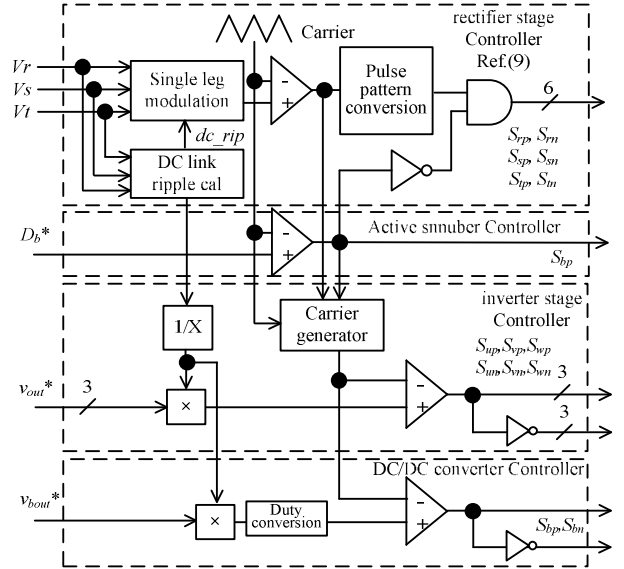 rectifier stage
Controller
Ref.(9)
Carrier
Vr
Vs
Vt
Single leg
modulation
-
+
Pulse
pattern
conversion
6
dc_rip
DC link
ripple cal
Srp, Srn
Ssp, Ssn
Stp, Stn
Db*
-
+
Active snnuber Controller
Sbp
inverter stage
Controller
1/X
Carrier
generator
Sup,Svp,Swp
Sun,Svn,Swn
vout*
3
×
-
+
3
3
DC/DC converter Controller
vbout*
×
Duty
conversion
-
+
Sbp,Sbn